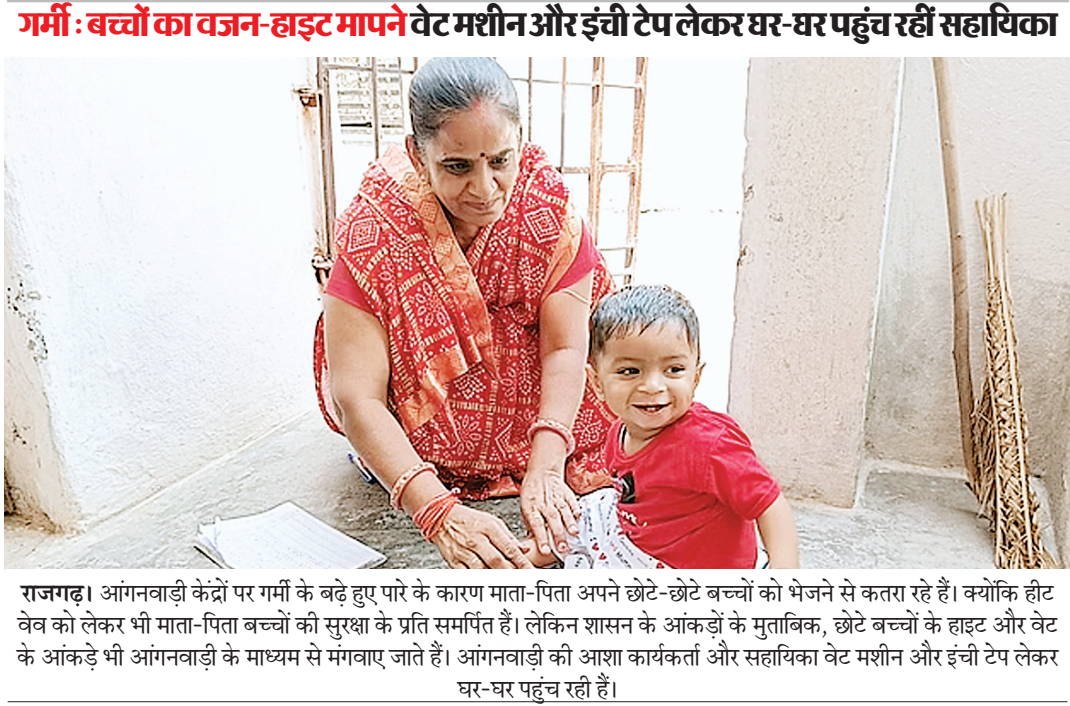 गर्मी : बच्चों का वजन-हाइट मापने वेट मशीन और इंची टेप लेकर घर-घर पहुंच रहीं सहायिका
राजगढ़। आंगनवाड़ी केंद्रों पर गर्मी के बढ़े हुए पारे के कारण माता-पिता अपने छोटे-छोटे बच्चों को भेजने से कतरा रहे हैं। क्योंकि हीट
वेव को लेकर भी माता-पिता बच्चों की सुरक्षा के प्रति समर्पित हैं। लेकिन शासन के आंकड़ों के मुताबिक, छोटे बच्चों के हाइट और वेट
के आंकड़े भी आंगनवाड़ी के माध्यम से मंगवाए जाते हैं। आंगनवाड़ी की आशा कार्यकर्ता और सहायिका वेट मशीन और इंची टेप लेकर
घर-घर पहुंच रही हैं।